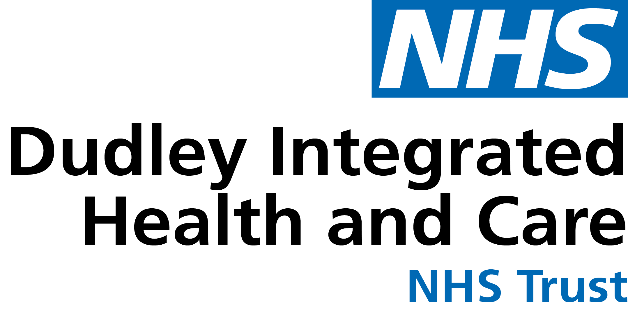 NHS
Dudley Integrated
Health and Care
NHS Trust